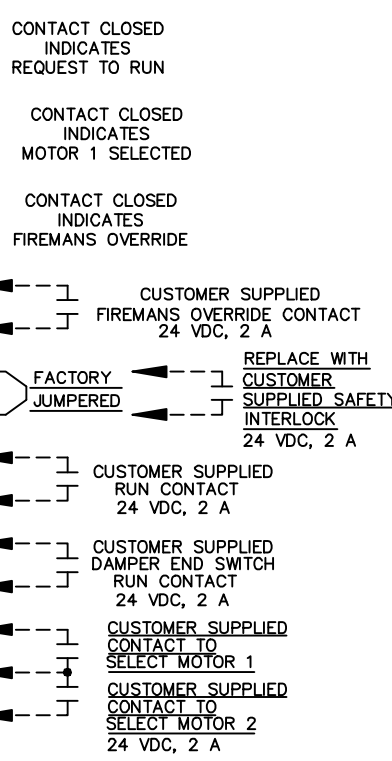 CONTACT CLOSED
INDICATES
REQUEST TO RUN
CONTACT CLOSED
INDICATES
MOTOR 1 SELECTED
CONTACT CLOSED
INDICATES
FIREMANS OVERRIDE
CUSTOMER SUPPLIED
FIREMANS OVERRIDE CONTACT
24 VDC, 2 A
FACTORY
JUMPERED
REPLACE WITH
CUSTOMER
SUPPLIED SAFETY
INTERLOCK
24 VDC, 2 A
CUSTOMER SUPPLIED
RUN CONTACT
24 VDC, 2 A
CUSTOMER SUPPLIED
DAMPER END SWITCH
RUN CONTACT
24 VDC, 2 A
CUSTOMER SUPPLIED
CONTACT TO
SELECT MOTOR 1
CUSTOMER SUPPLIED
CONTACT TO
SELECT MOTOR 2
24 VDC, 2 A